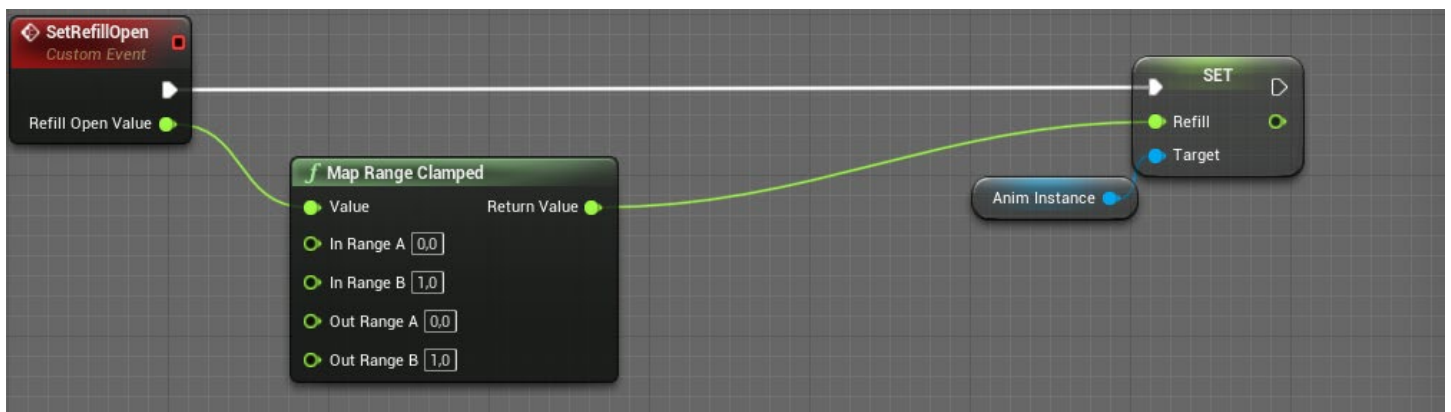 SetRefillOpen
Custom Event
Refill Open Value
f Map Range Clamped
Value Return Value
In Range A 0,0
In Range B 1,0
Out Range A 0,0
Out Range B 1,0
SET
Refill
Target
Anim Instance